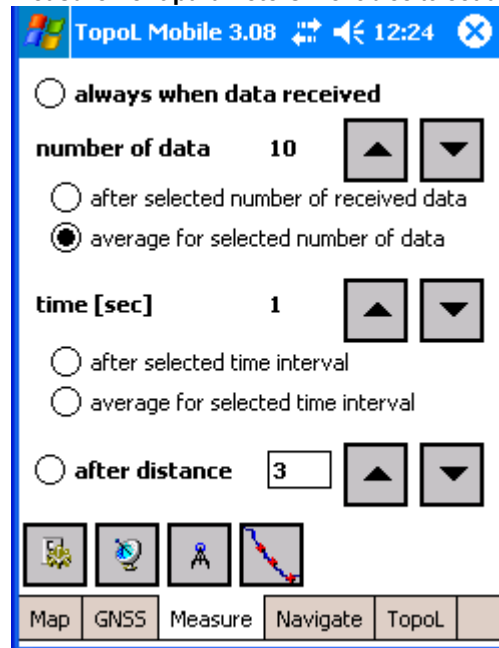 TopoL Mobile 3.08 12:24
always when data received
number of data 10
after selected number of received data
average for selected number of data
time [sec] 1
after selected time interval
average for selected time interval
after distance 3
Map GNSS Measure Navigate TopoL